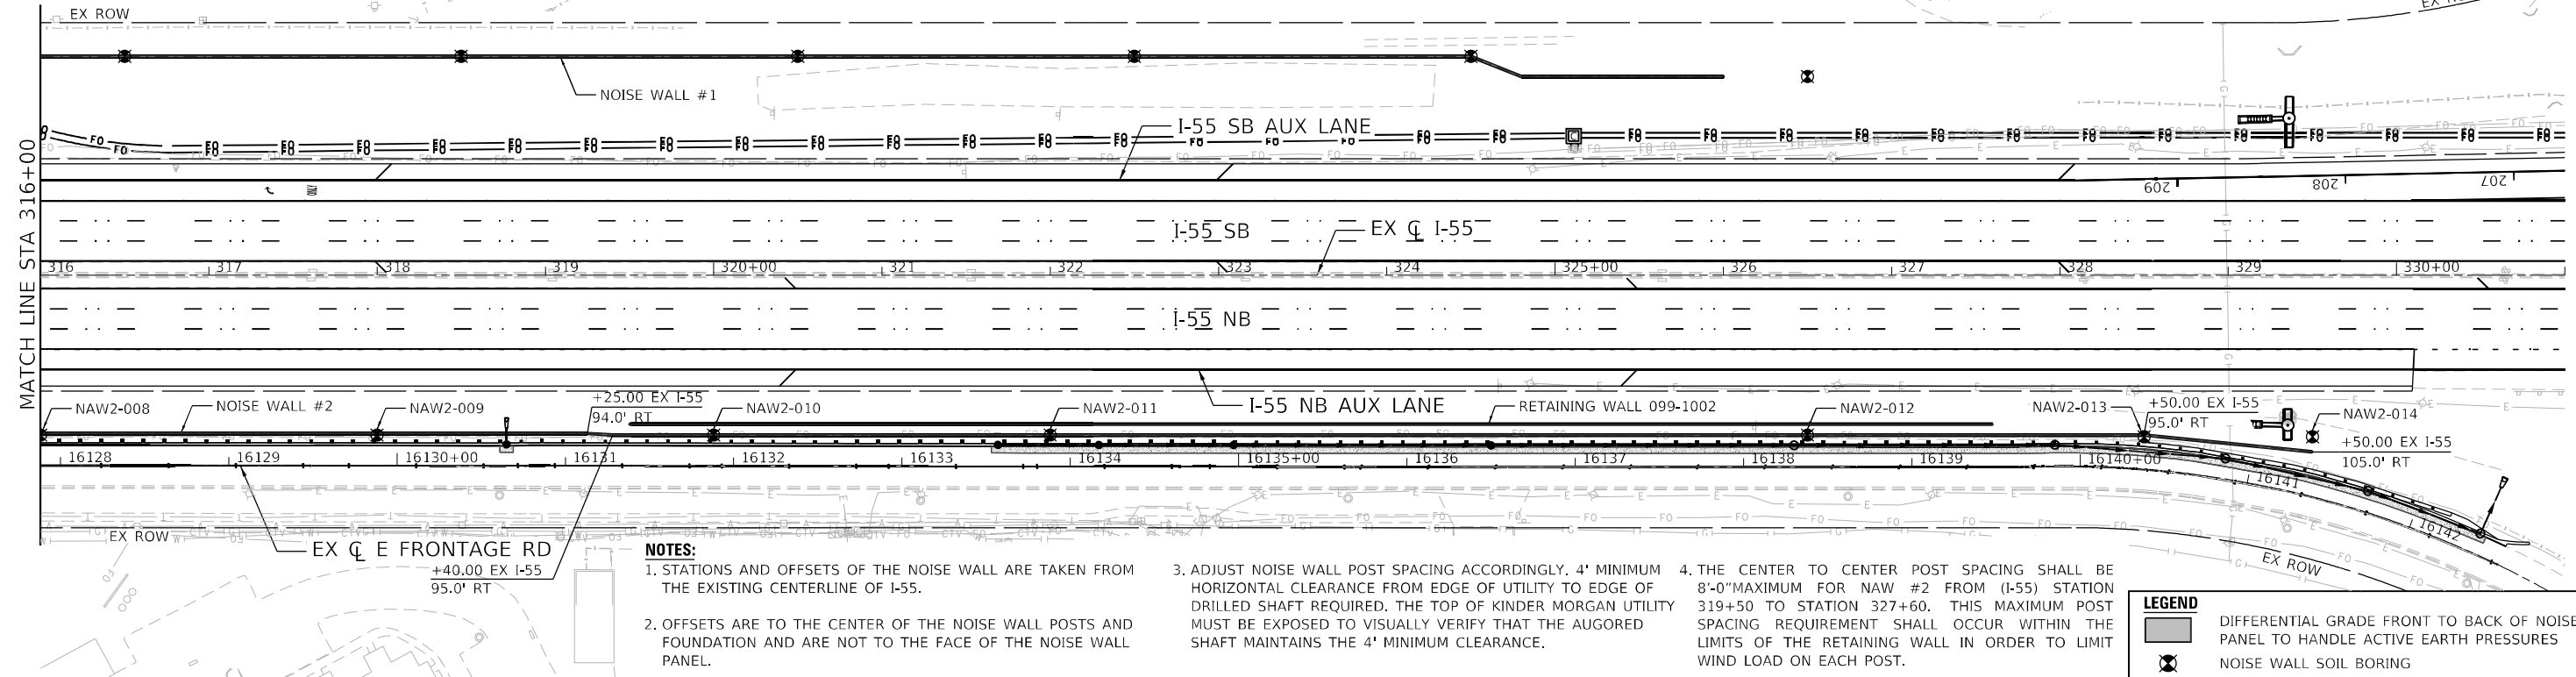 EX ROW
NOISE WALL #1
I-55 SB AUX LANE
MATCH LINE STA 316+00
ONLY
209
208
207
I-55 SB
EX ℄ I-55
316 317 318 319 320+00 321 322 323 324 325+00 326 327 328 329 330+00
I-55 NB
NAW2-008
NOISE WALL #2
NAW2-009
+25.00 EX I-55
94.0' RT
NAW2-010
NAW2-011
I-55 NB AUX LANE
RETAINING WALL 099-1002
NAW2-012
NAW2-013
+50.00 EX I-55
95.0' RT
NAW2-014
+50.00 EX I-55
105.0' RT
16128 16129 16130+00 16131 16132 16133 16134 16135+00 16136 16137 16138 16139 16140+00 16141 16142
EX ROW
EX ℄ E FRONTAGE RD
+40.00 EX I-55
95.0' RT
EX ROW
NOTES:
1. STATIONS AND OFFSETS OF THE NOISE WALL ARE TAKEN FROM
THE EXISTING CENTERLINE OF I-55.
2. OFFSETS ARE TO THE CENTER OF THE NOISE WALL POSTS AND
FOUNDATION AND ARE NOT TO THE FACE OF THE NOISE WALL
PANEL.
3. ADJUST NOISE WALL POST SPACING ACCORDINGLY. 4' MINIMUM
HORIZONTAL CLEARANCE FROM EDGE OF UTILITY TO EDGE OF
DRILLED SHAFT REQUIRED. THE TOP OF KINDER MORGAN UTILITY
MUST BE EXPOSED TO VISUALLY VERIFY THAT THE AUGORED
SHAFT MAINTAINS THE 4' MINIMUM CLEARANCE.
4. THE CENTER TO CENTER POST SPACING SHALL BE
8'-0"MAXIMUM FOR NAW #2 FROM (I-55) STATION
319+50 TO STATION 327+60. THIS MAXIMUM POST
SPACING REQUIREMENT SHALL OCCUR WITHIN THE
LIMITS OF THE RETAINING WALL IN ORDER TO LIMIT
WIND LOAD ON EACH POST.
LEGEND
DIFFERENTIAL GRADE FRONT TO BACK OF NOISE
PANEL TO HANDLE ACTIVE EARTH PRESSURES
NOISE WALL SOIL BORING